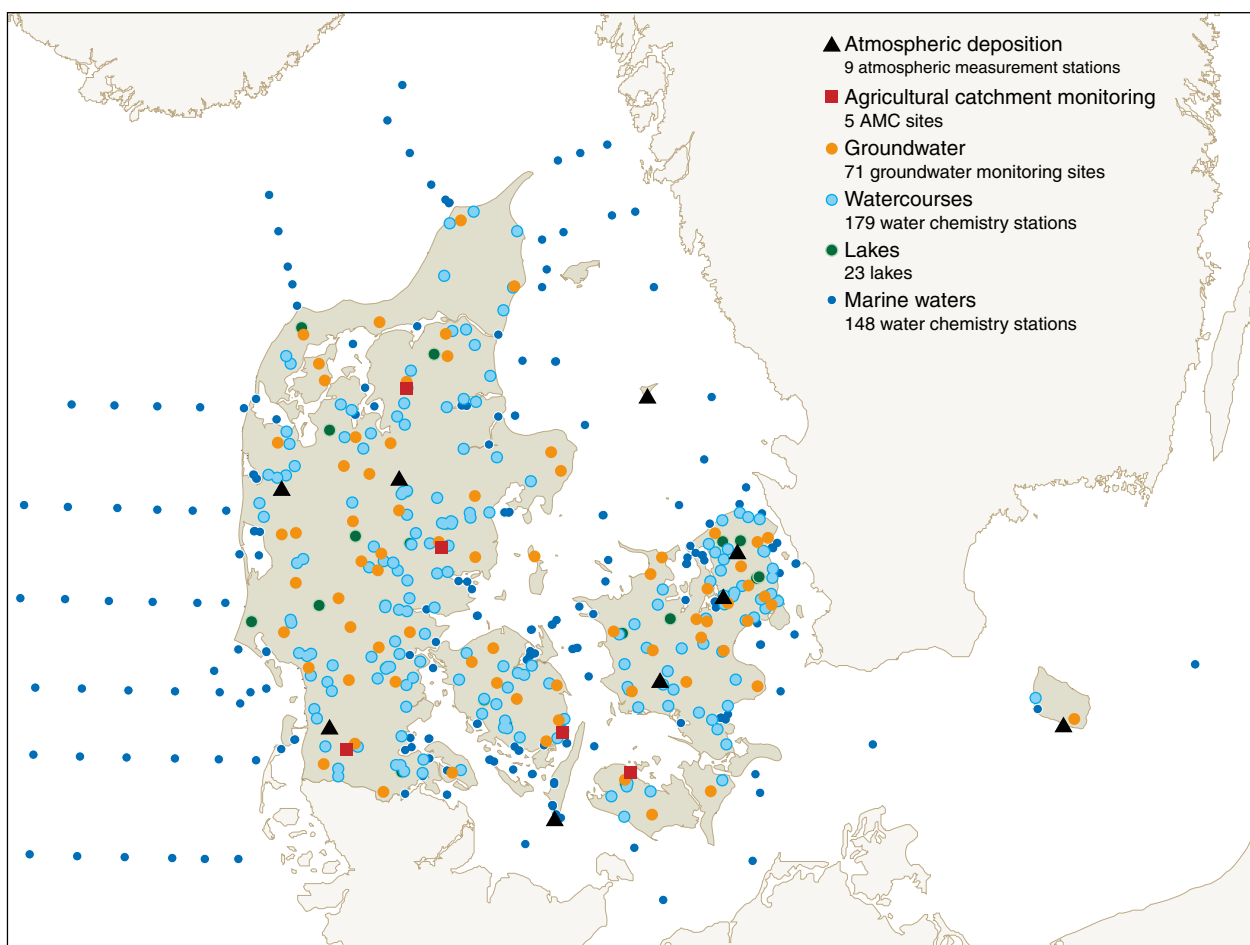 Atmospheric deposition
9 atmospheric measurement stations
Agricultural catchment monitoring
5 AMC sites
Groundwater
71 groundwater monitoring sites
Watercourses
179 water chemistry stations
Lakes
23 lakes
Marine waters
148 water chemistry stations